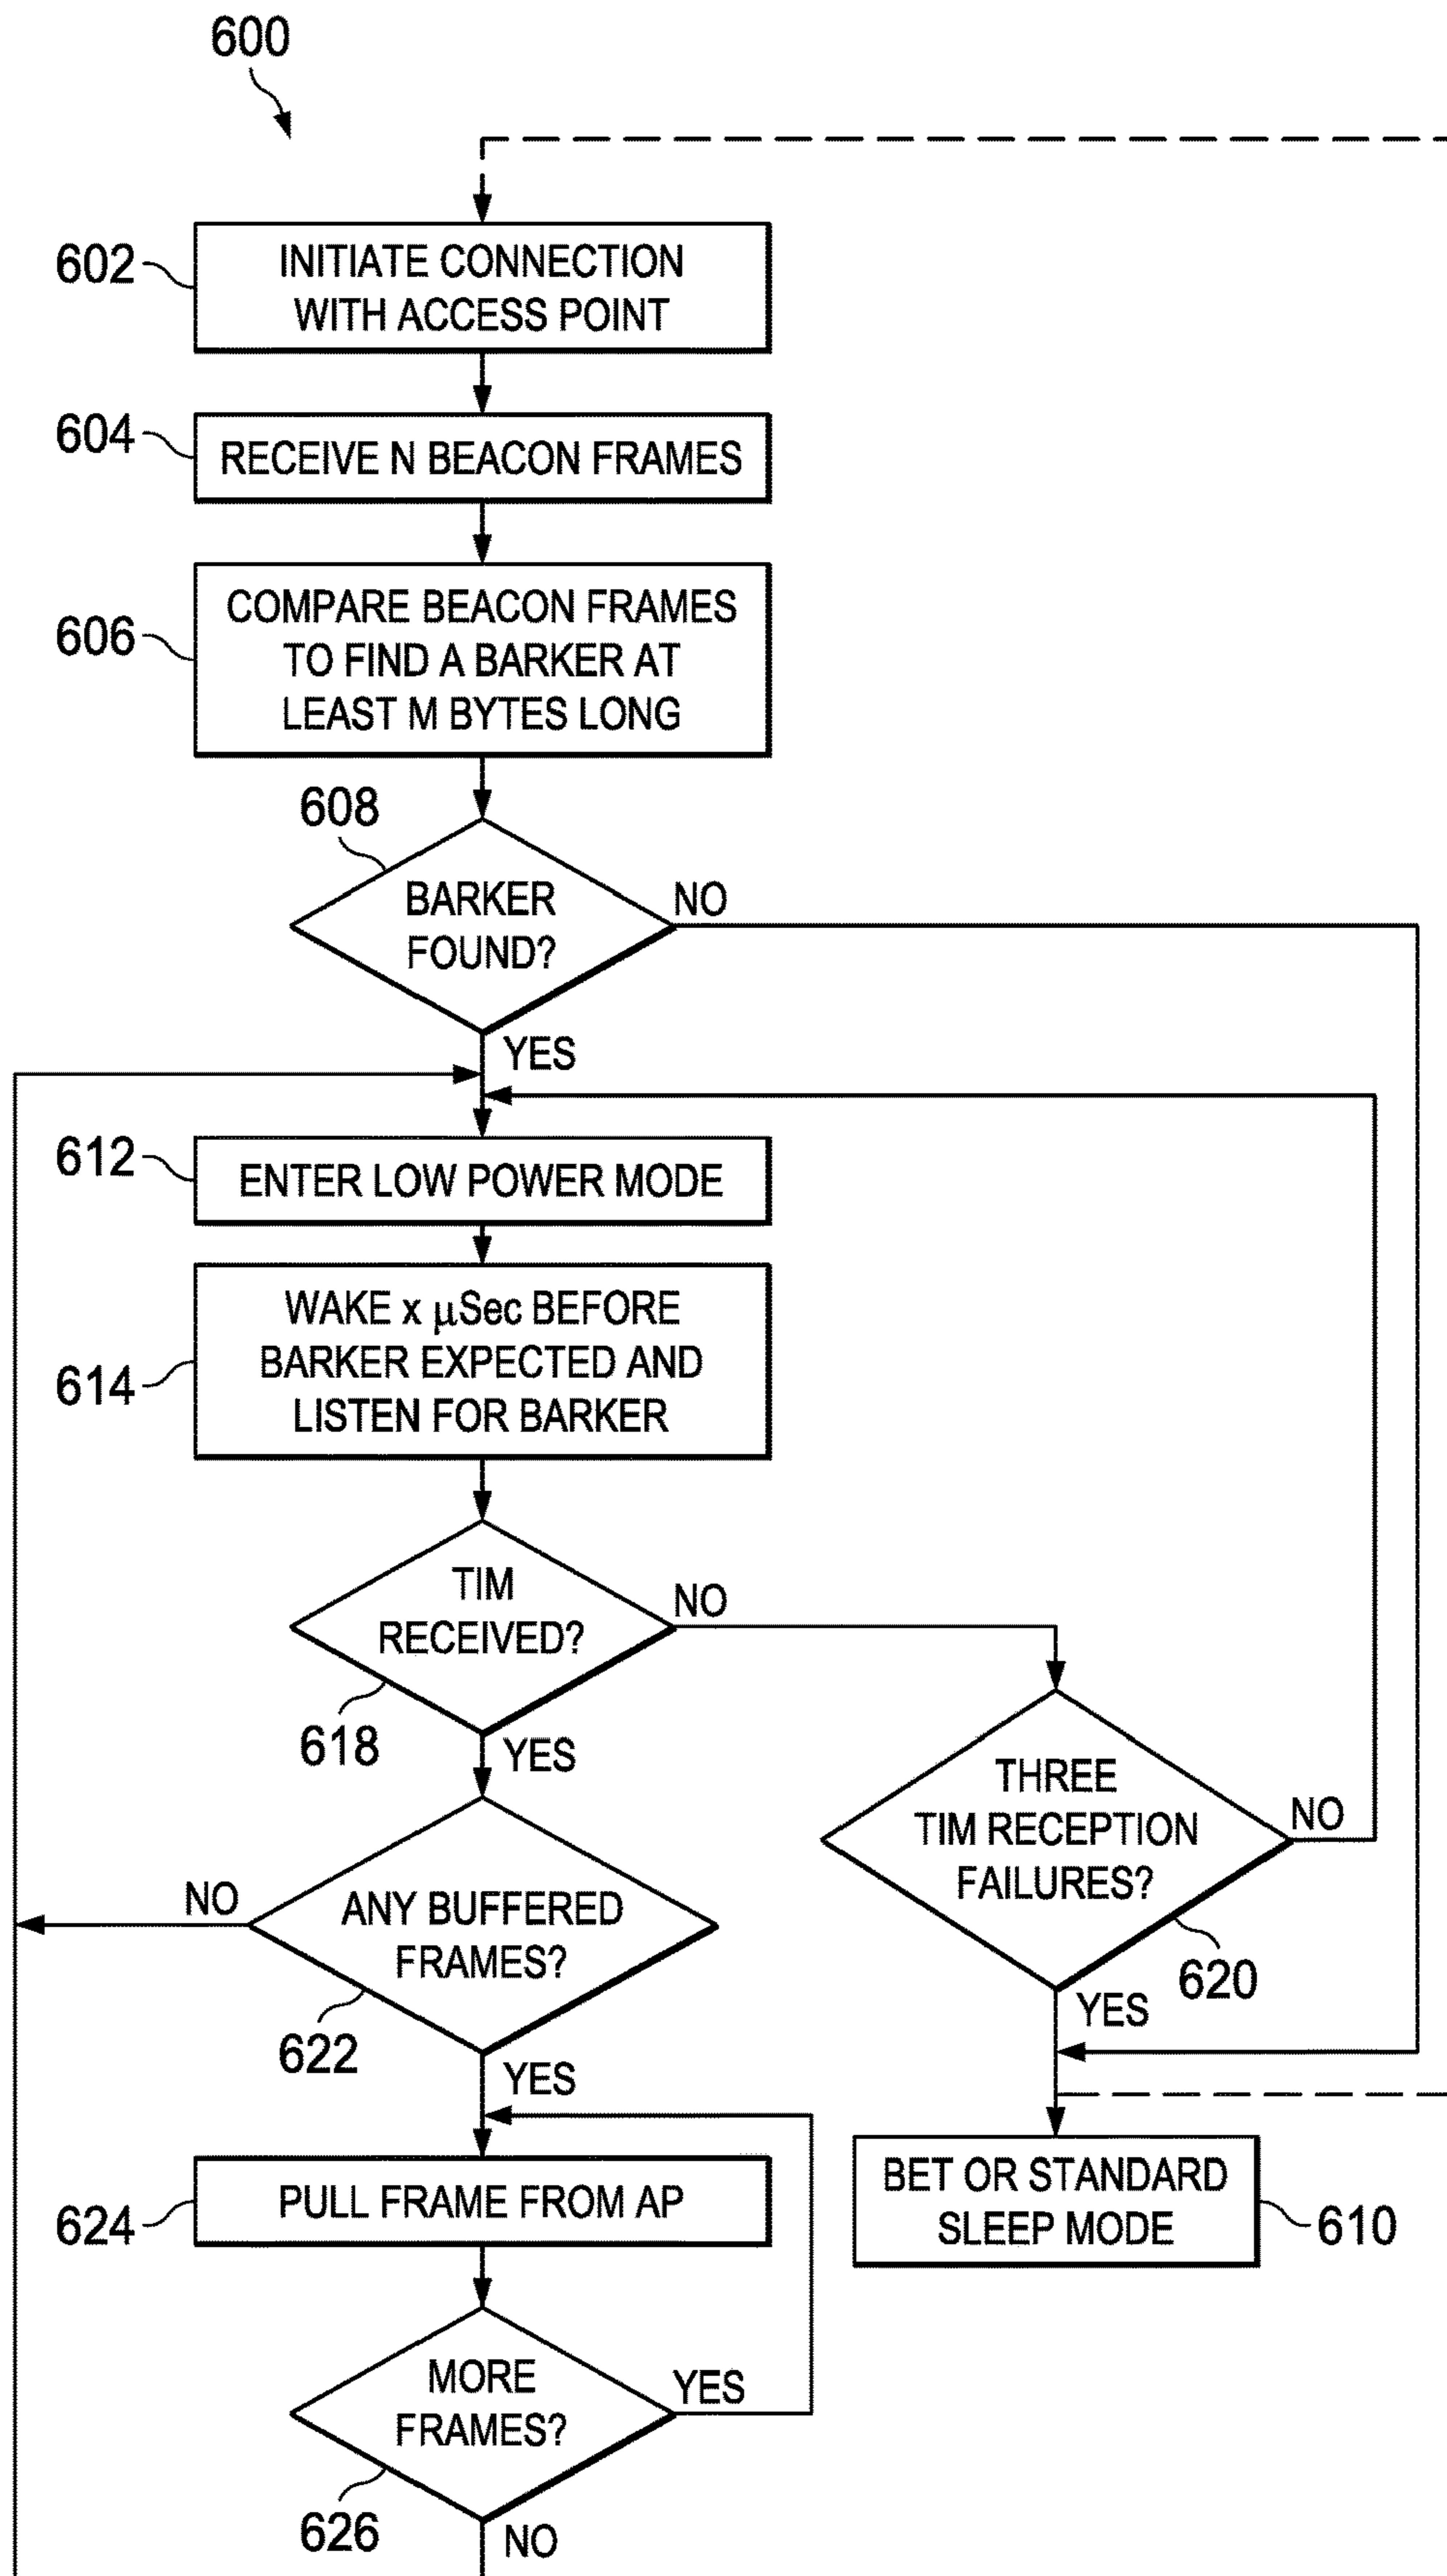 600
602
INITIATE CONNECTION
WITH ACCESS POINT
604
RECEIVE N BEACON FRAMES
606
COMPARE BEACON FRAMES
TO FIND A BARKER AT
LEAST M BYTES LONG
608
BARKER
FOUND?
NO
YES
612
ENTER LOW POWER MODE
614
WAKE x µSec BEFORE
BARKER EXPECTED AND
LISTEN FOR BARKER
TIM
RECEIVED?
NO
618
YES
THREE
TIM RECEPTION
FAILURES?
NO
620
YES
ANY BUFFERED
FRAMES?
NO
622
YES
624
PULL FRAME FROM AP
BET OR STANDARD
SLEEP MODE
610
MORE
FRAMES?
YES
626
NO